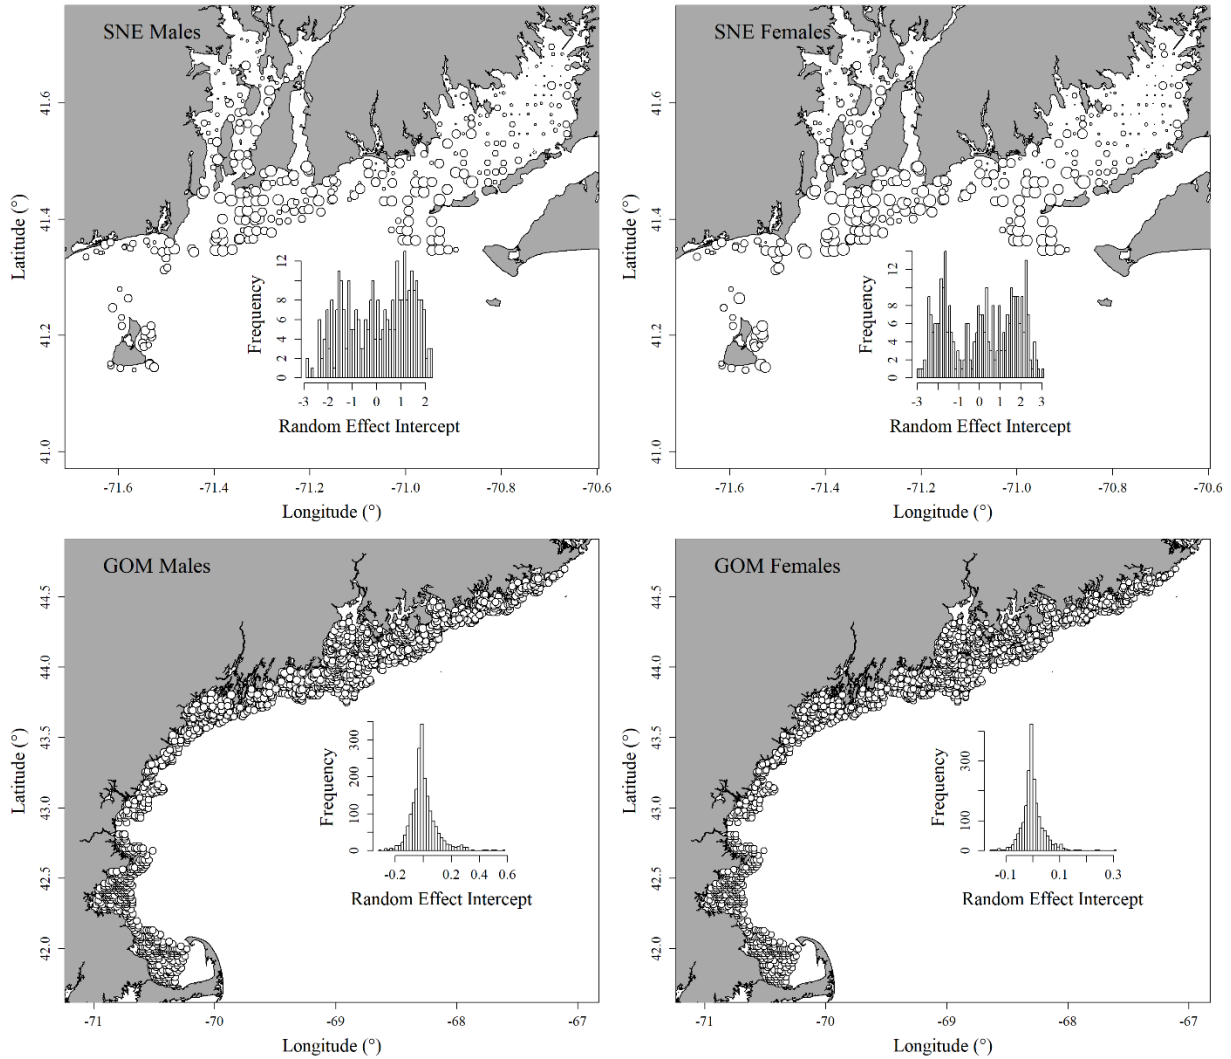 SNE Males
41.6
41.4
41.2
41.0
Latitude (°)
Frequency
12
10
8
6
4
2
0
-3 -2 -1 0 1 2
Random Effect Intercept
-71.6 -71.4 -71.2 -71.0 -70.8 -70.6
Longitude (°)
SNE Females
41.6
41.4
41.2
41.0
Latitude (°)
Frequency
12
10
8
6
4
2
0
-3 -2 -1 0 1 2 3
Random Effect Intercept
-71.6 -71.4 -71.2 -71.0 -70.8 -70.6
Longitude (°)
GOM Males
44.5
44.0
43.5
43.0
42.5
42.0
Latitude (°)
Frequency
300
200
100
0
-0.2 0.2 0.6
Random Effect Intercept
-71 -70 -69 -68 -67
Longitude (°)
GOM Females
44.5
44.0
43.5
43.0
42.5
42.0
Latitude (°)
Frequency
300
100
0
-0.1 0.1 0.3
Random Effect Intercept
-71 -70 -69 -68 -67
Longitude (°)